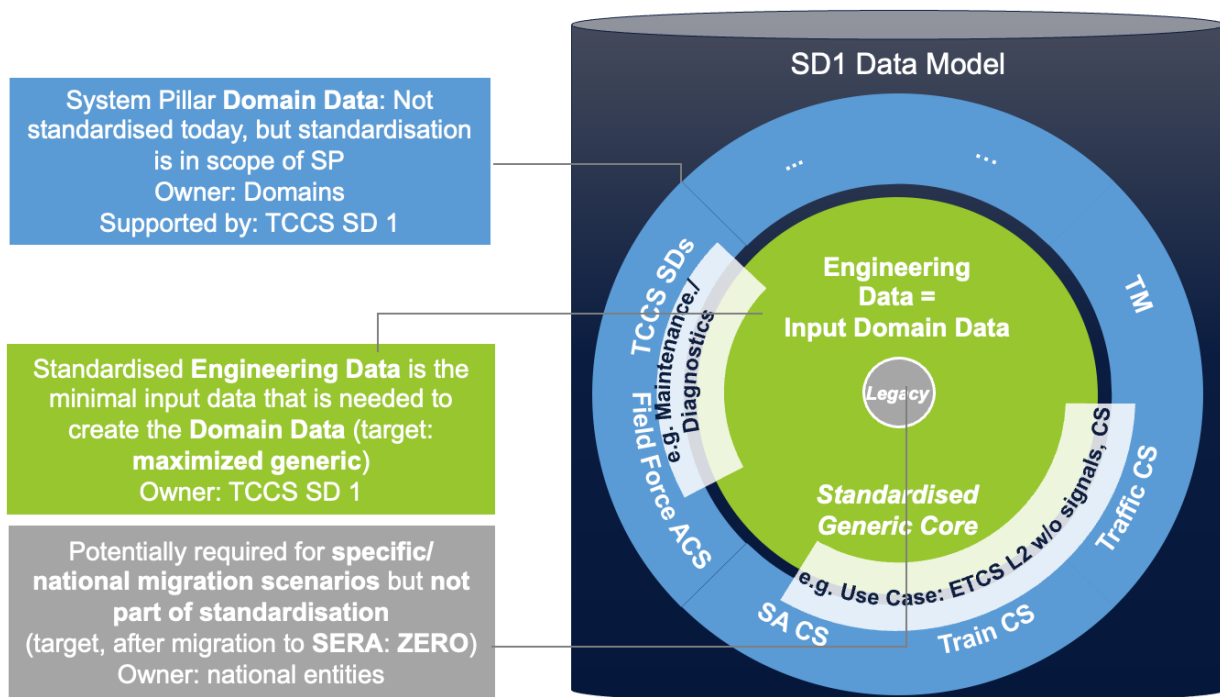 SD1 Data Model
System Pillar Domain Data: Not
standardised today, but standardisation
is in scope of SP
Owner: Domains
Supported by: TCCS SD 1
Standardised Engineering Data is the
minimal input data that is needed to
create the Domain Data (target:
maximized generic)
Owner: TCCS SD 1
Potentially required for specific/
national migration scenarios but not
part of standardisation
(target, after migration to SERA: ZERO)
Owner: national entities
...
...
TCCS SDs
TM
Engineering
Data =
Input Domain Data
e.g. Maintenance./
Diagnostics
Legacy
Field Force ACS
Standardised
Generic Core
Traffic CS
e.g. Use Case: ETCS L2 w/o signals, CS
SA CS
Train CS